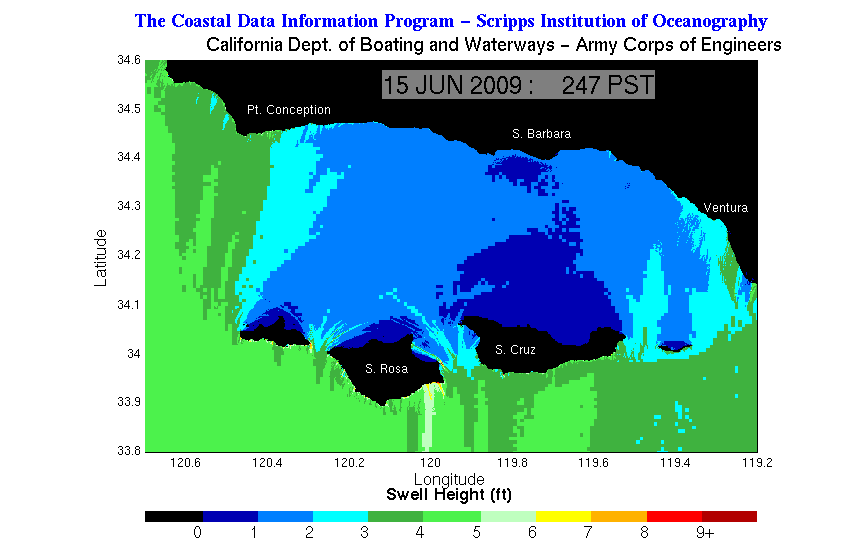 The Coastal Data Information Program – Scripps Institution of Oceanography
California Dept. of Boating and Waterways – Army Corps of Engineers
15 JUN 2009 : 247 PST
34.6
34.5
34.4
34.3
34.2
34.1
34
33.9
33.8
Latitude
Pt. Conception
S. Barbara
Ventura
S. Rosa
S. Cruz
120.6 120.4 120.2 120 119.8 119.6 119.4 119.2
Longitude
Swell Height (ft)
0 1 2 3 4 5 6 7 8 9+